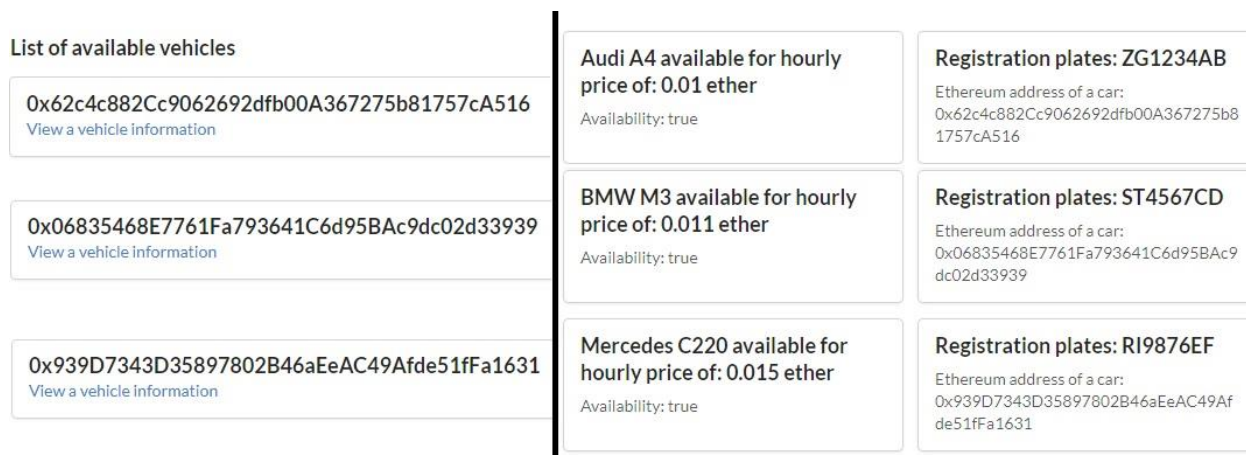 List of available vehicles
0x62c4c882Cc9062692dfb00A367275b81757cA516
View a vehicle information
0x06835468E7761Fa793641C6d95BAc9dc02d33939
View a vehicle information
0x939D7343D35897802B46aEeAC49Afde51fFa1631
View a vehicle information
Audi A4 available for hourly
price of: 0.01 ether
Availability: true
Registration plates: ZG1234AB
Ethereum address of a car:
0x62c4c882Cc9062692dfb00A367275b8
1757cA516
BMW M3 available for hourly
price of: 0.011 ether
Availability: true
Registration plates: ST4567CD
Ethereum address of a car:
0x06835468E7761Fa793641C6d95BAc9
dc02d33939
Mercedes C220 available for
hourly price of: 0.015 ether
Availability: true
Registration plates: RI9876EF
Ethereum address of a car:
0x939D7343D35897802B46aEeAC49Af
de51fFa1631